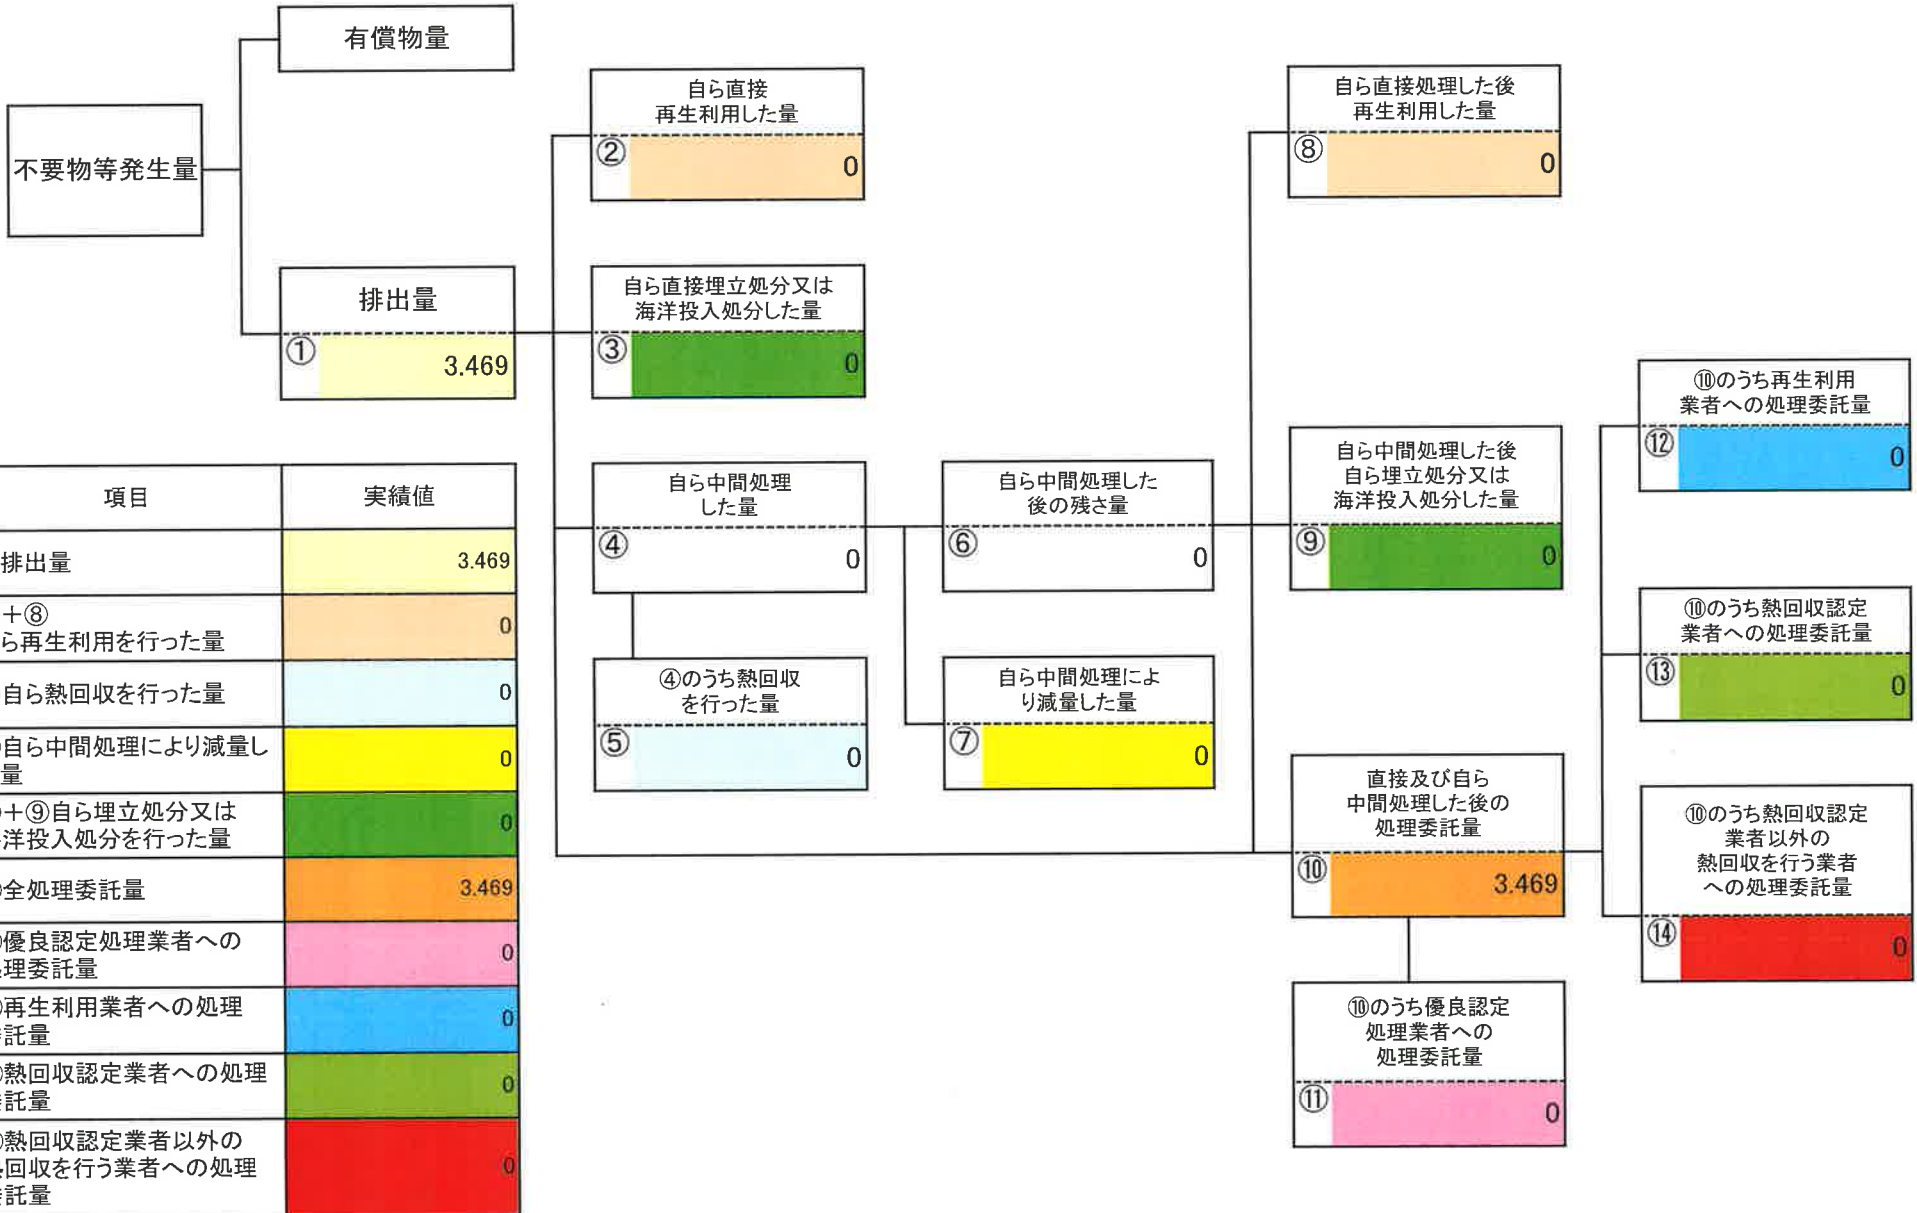 有償物量
不要物等発生量
排出量
①
3.469
自ら直接
再生利用した量
②
0
自ら直接埋立処分又は
海洋投入処分した量
③
0
自ら中間処理
した量
④
0
④のうち熱回収
を行った量
⑤
0
自ら中間処理した
後の残さ量
⑥
0
自ら中間処理によ
り減量した量
⑦
0
自ら直接処理した後
再生利用した量
⑧
0
自ら中間処理した後
自ら埋立処分又は
海洋投入処分した量
⑨
0
直接及び自ら
中間処理した後の
処理委託量
⑩
3.469
⑩のうち優良認定
処理業者への
処理委託量
⑪
0
⑩のうち再生利用
業者への処理委託量
⑫
0
⑩のうち熱回収認定
業者への処理委託量
⑬
0
⑩のうち熱回収認定
業者以外の
熱回収を行う業者
への処理委託量
⑭
0
項目
実績値
排出量
3.469
+⑧
ら再生利用を行った量
0
自ら熱回収を行った量
0
自ら中間処理により減量し
量
0
+⑨自ら埋立処分又は
洋投入処分を行った量
0
全処理委託量
3.469
優良認定処理業者への
理委託量
0
再生利用業者への処理
託量
0
熱回収認定業者への処理
託量
0
熱回収認定業者以外の
回収を行う業者への処理
託量
0